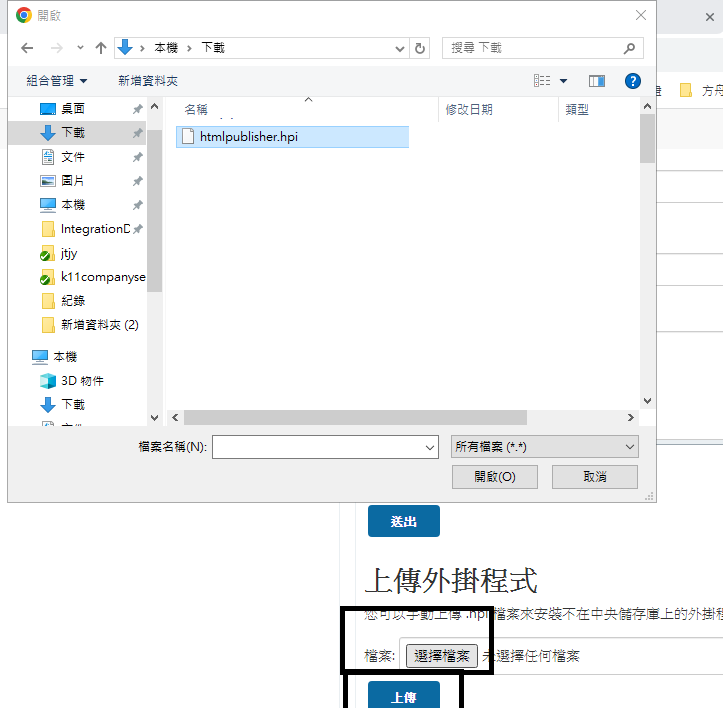 開啟
本機 下載
搜尋 下載
組合管理 新增資料夾
方舟
名稱 修改日期 類型
桌面
下載
文件
圖片
本機
IntegrationD
jtjy
k11companyse
紀錄
新增資料夾 (2)
本機
3D 物件
下載
htmlpublisher.hpi
檔案名稱(N): 所有檔案 (*.*)
開啟(O) 取消
送出
上傳外掛程式
您可以手動上傳 .hpi 檔案來安裝不在中央儲存庫上的外掛程
檔案: 選擇檔案 未選擇任何檔案
上傳